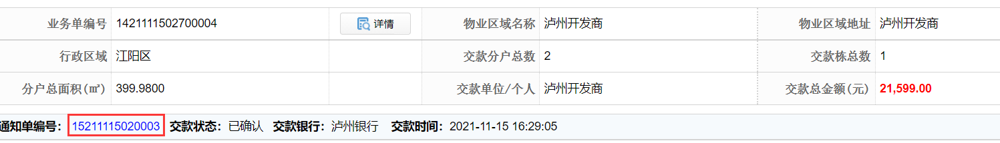 业务单编号 1421111502700004 详情 物业区域名称 泸州开发商 物业区域地址 泸州开发商
行政区域 江阳区 交款分户总数 2 交款栋总数 1
分户总面积(㎡) 399.9800 交款单位/个人 泸州开发商 交款总金额(元) 21,599.00
通知单编号：15211115020003 交款状态：已确认 交款银行：泸州银行 交款时间：2021-11-15 16:29:05